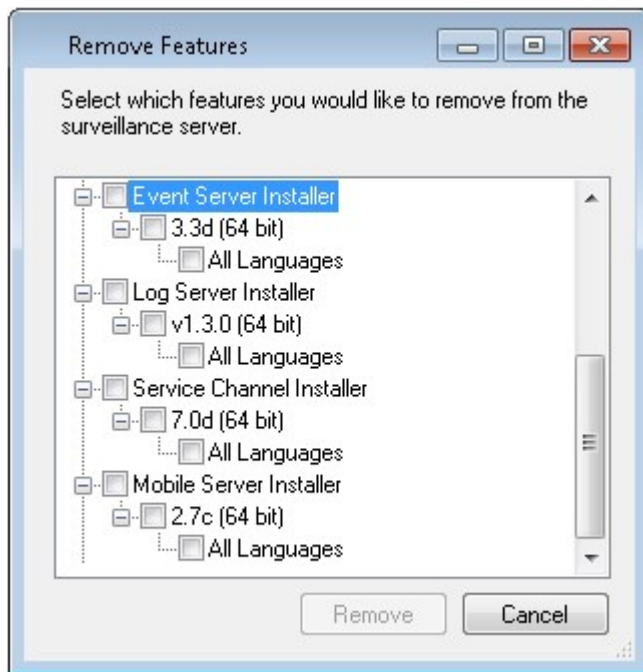 Remove Features
Select which features you would like to remove from the
surveillance server.
Event Server Installer
3.3d (64 bit)
All Languages
Log Server Installer
v1.3.0 (64 bit)
All Languages
Service Channel Installer
7.0d (64 bit)
All Languages
Mobile Server Installer
2.7c (64 bit)
All Languages
Remove
Cancel